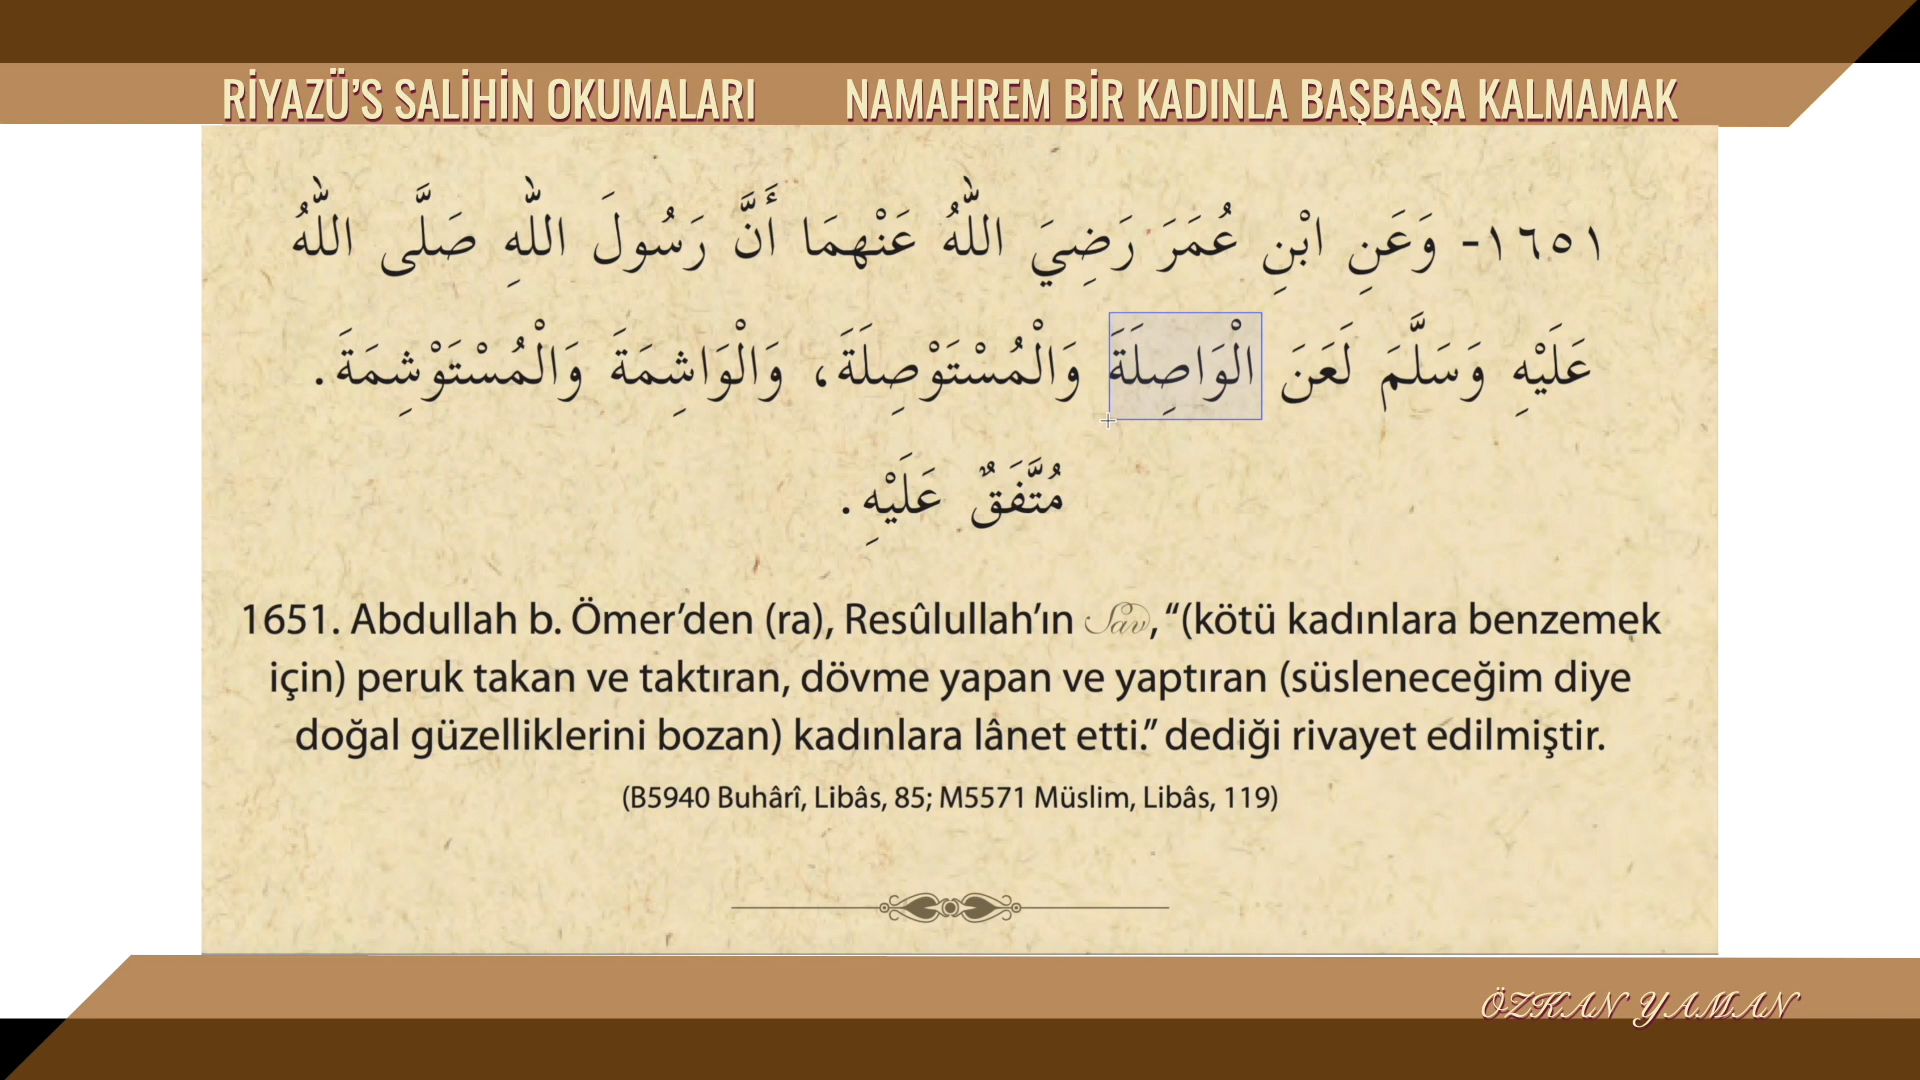 RİYAZÜ’S SALİHİN OKUMALARI NAMAHREM BİR KADINLA BAŞBAŞA KALMAMAK
١٦٥١- وَعَنِ ابْنِ عُمَرَ رَضِيَ اللّٰهُ عَنْهمَا أَنَّ رَسُولَ اللّٰهِ صَلَّى اللّٰهُ
عَلَيْهِ وَسَلَّمَ لَعَنَ الْوَاصِلَةَ وَالْمُسْتَوْصِلَةَ، وَالْوَاشِمَةَ وَالْمُسْتَوْشِمَةَ.
مُتَّفَقٌ عَلَيْهِ.
1651. Abdullah b. Ömer’den (ra), Resûlullah’ın Sav, “(kötü kadınlara benzemek
için) peruk takan ve taktıran, dövme yapan ve yaptıran (süsleneceğim diye
doğal güzelliklerini bozan) kadınlara lânet etti.” dediği rivayet edilmiştir.
(B5940 Buhârî, Libâs, 85; M5571 Müslim, Libâs, 119)
ÖZKAN YAMAN